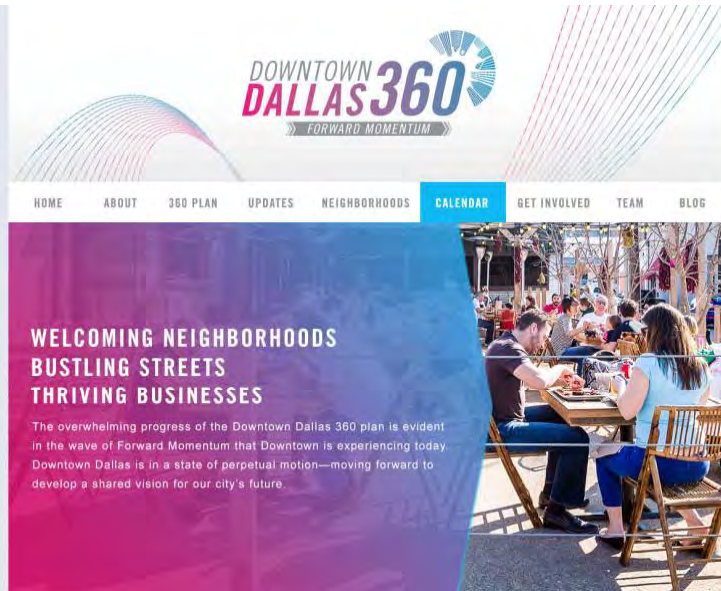 DOWNTOWN
DALLAS 360
FORWARD MOMENTUM
HOME ABOUT 360 PLAN UPDATES NEIGHBORHOODS CALENDAR GET INVOLVED TEAM BLOG
WELCOMING NEIGHBORHOODS
BUSTLING STREETS
THRIVING BUSINESSES
The overwhelming progress of the Downtown Dallas 360 plan is evident
in the wave of Forward Momentum that Downtown is experiencing today.
Downtown Dallas is in a state of perpetual motion—moving forward to
develop a shared vision for our city's future.